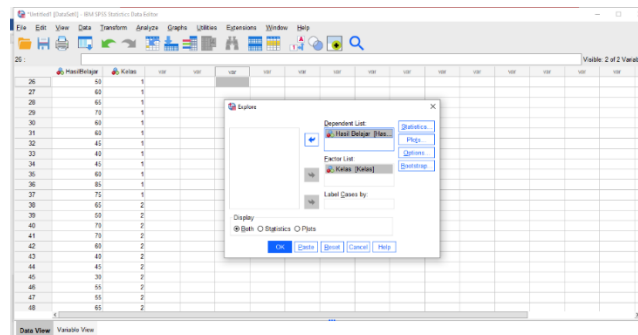 *Untitled1 [DataSet0] - IBM SPSS Statistics Data Editor
File Edit View Data Transform Analyze Graphs Utilities Extensions Window Help
26 :
Visible: 2 of 2 Variab
HasilBelajar Kelas var var var var var var var var var var var var
26 50 1
27 60 1
28 65 1
29 70 1
30 60 1
31 60 1
32 45 1
33 40 1
34 45 1
35 60 1
36 85 1
37 75 1
38 65 2
39 50 2
40 70 2
41 70 2
42 60 2
43 40 2
44 45 2
45 30 2
46 55 2
47 55 2
48 65 2
Explore
Dependent List:
Hasil Belajar [Has...
Factor List:
Kelas [Kelas]
Label Cases by:
Statistics...
Plots...
Options...
Bootstrap...
Display
Both Statistics Plots
OK Paste Reset Cancel Help
Data View Variable View